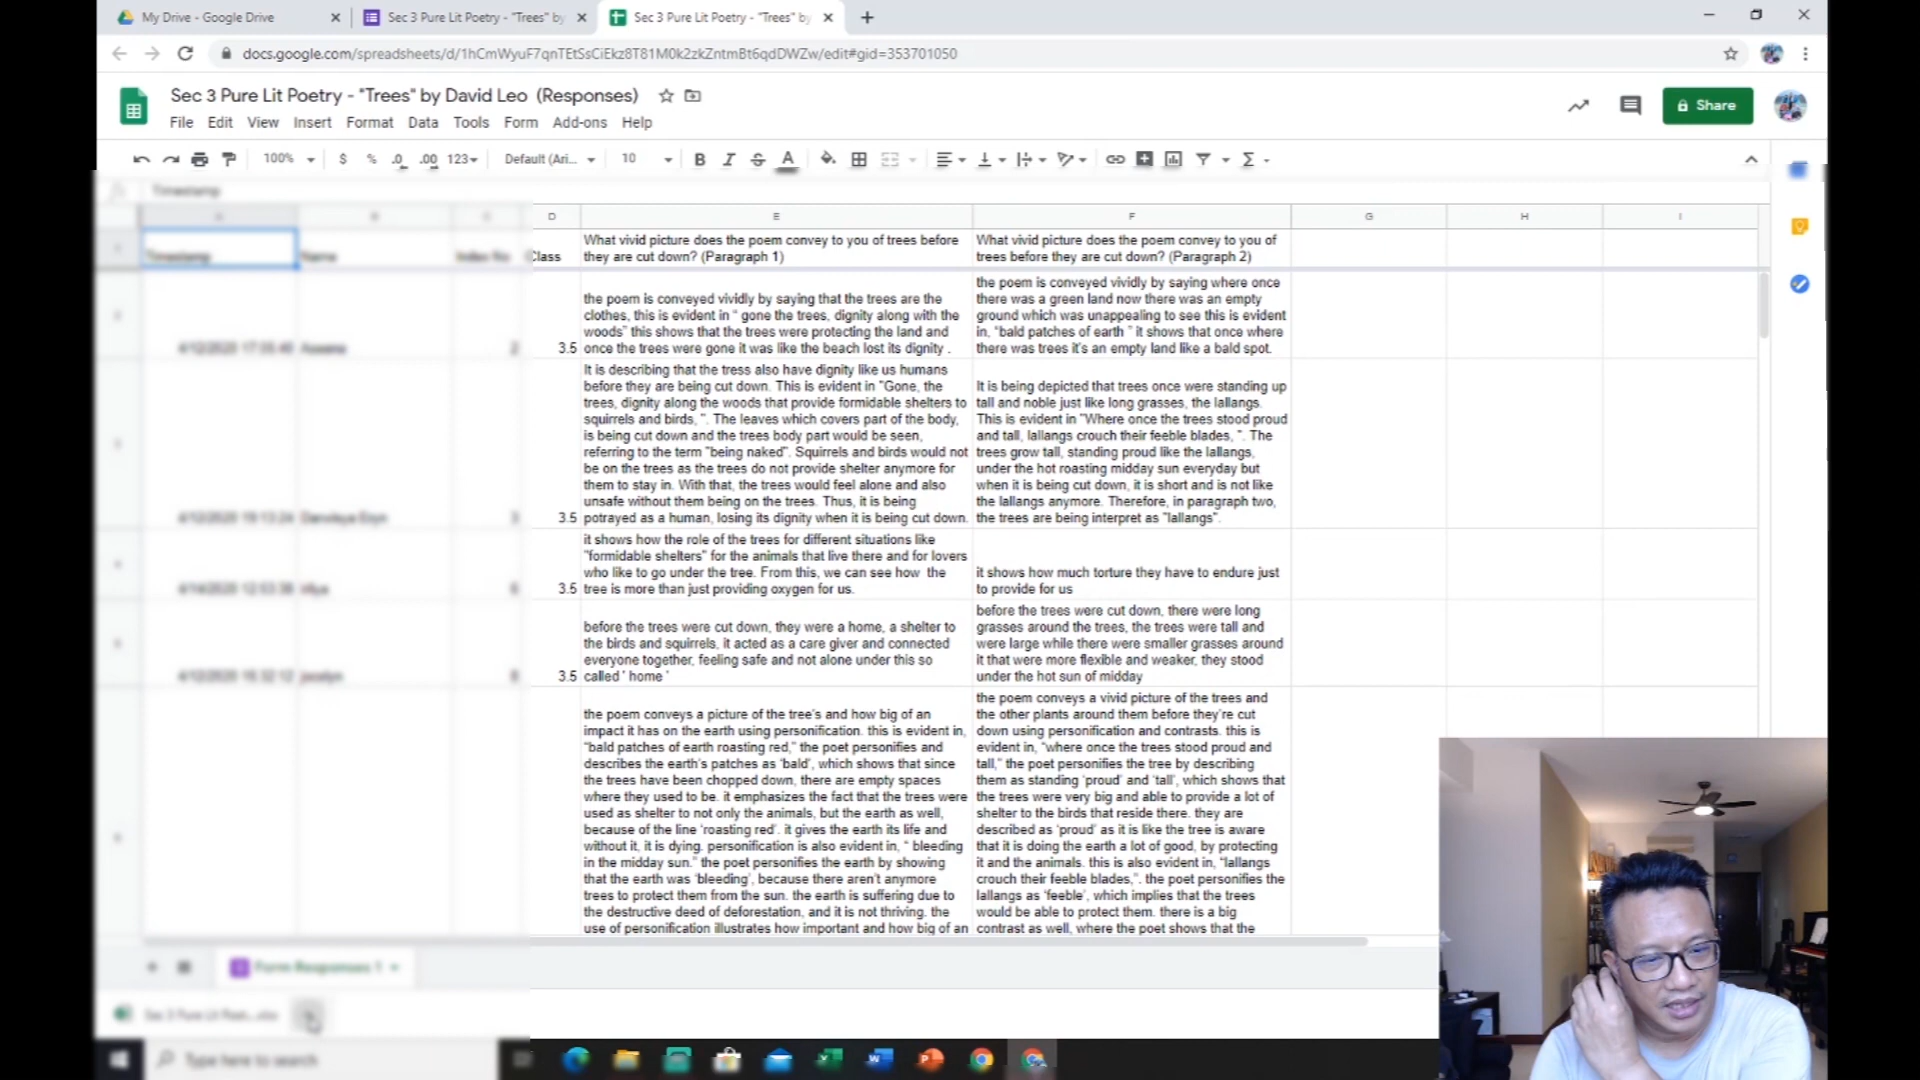 My Drive - Google Drive
Sec 3 Pure Lit Poetry - "Trees" by
Sec 3 Pure Lit Poetry - "Trees" by
docs.google.com/spreadsheets/d/1hCmWyuF7qnTEtSsCiEkz8T81M0k2zkZntmBt6qdDWZw/edit#gid=353701050
Sec 3 Pure Lit Poetry - "Trees" by David Leo (Responses)
Share
File Edit View Insert Format Data Tools Form Add-ons Help
100% $ % .0 .00 123 Default (Ari... 10 B I S A Σ
Timestamp
D E F G H I
Timestamp Name Index No Class
What vivid picture does the poem convey to you of trees before
they are cut down? (Paragraph 1)
What vivid picture does the poem convey to you of
trees before they are cut down? (Paragraph 2)
3.5
the poem is conveyed vividly by saying that the trees are the
clothes, this is evident in “ gone the trees, dignity along with the
woods” this shows that the trees were protecting the land and
once the trees were gone it was like the beach lost its dignity .
the poem is conveyed vividly by saying where once
there was a green land now there was an empty
ground which was unappealing to see this is evident
in, “bald patches of earth ” it shows that once where
there was trees it's an empty land like a bald spot.
3.5
It is describing that the tress also have dignity like us humans
before they are being cut down. This is evident in "Gone, the
trees, dignity along the woods that provide formidable shelters to
squirrels and birds, ". The leaves which covers part of the body,
is being cut down and the trees body part would be seen,
referring to the term "being naked". Squirrels and birds would not
be on the trees as the trees do not provide shelter anymore for
them to stay in. With that, the trees would feel alone and also
unsafe without them being on the trees. Thus, it is being
potrayed as a human, losing its dignity when it is being cut down.
It is being depicted that trees once were standing up
tall and noble just like long grasses, the lallangs.
This is evident in "Where once the trees stood proud
and tall, lallangs crouch their feeble blades, ". The
trees grow tall, standing proud like the lallangs,
under the hot roasting midday sun everyday but
when it is being cut down, it is short and is not like
the lallangs anymore. Therefore, in paragraph two,
the trees are being interpret as "lallangs".
3.5
it shows how the role of the trees for different situations like
"formidable shelters" for the animals that live there and for lovers
who like to go under the tree. From this, we can see how the
tree is more than just providing oxygen for us.
it shows how much torture they have to endure just
to provide for us
3.5
before the trees were cut down, they were a home, a shelter to
the birds and squirrels, it acted as a care giver and connected
everyone together, feeling safe and not alone under this so
called ' home '
before the trees were cut down, there were long
grasses around the trees, the trees were tall and
were large while there were smaller grasses around
it that were more flexible and weaker, they stood
under the hot sun of midday
the poem conveys a picture of the tree's and how big of an
impact it has on the earth using personification. this is evident in,
“bald patches of earth roasting red,” the poet personifies and
describes the earth's patches as ‘bald’, which shows that since
the trees have been chopped down, there are empty spaces
where they used to be. it emphasizes the fact that the trees were
used as shelter to not only the animals, but the earth as well,
because of the line ‘roasting red’. it gives the earth its life and
without it, it is dying. personification is also evident in, “ bleeding
in the midday sun.” the poet personifies the earth by showing
that the earth was ‘bleeding’, because there aren't anymore
trees to protect them from the sun. the earth is suffering due to
the destructive deed of deforestation, and it is not thriving. the
use of personification illustrates how important and how big of an
the poem conveys a vivid picture of the trees and
the other plants around them before they're cut
down using personification and contrasts. this is
evident in, “where once the trees stood proud and
tall,” the poet personifies the tree by describing
them as standing ‘proud’ and ‘tall’, which shows that
the trees were very big and able to provide a lot of
shelter to the birds that reside there. they are
described as ‘proud’ as it is like the tree is aware
that it is doing the earth a lot of good, by protecting
it and the animals. this is also evident in, “lallangs
crouch their feeble blades,”. the poet personifies the
lallangs as ‘feeble’, which implies that the trees
would be able to protect them. there is a big
contrast as well, where the poet shows that the
Form Responses 1
Type here to search